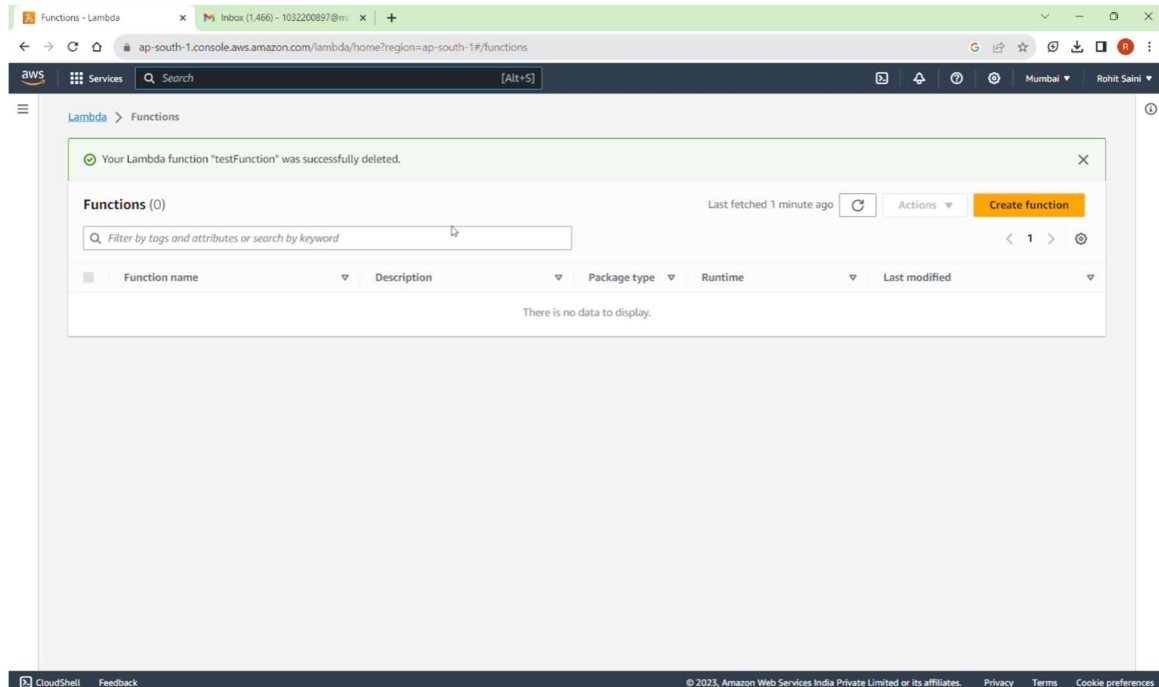 Functions - Lambda
Inbox (1,466) - 1032200897@mi
ap-south-1.console.aws.amazon.com/lambda/home?region=ap-south-1#/functions
G
R
aws
Services
Search
[Alt+S]
Mumbai
Rohit Saini
Lambda > Functions
Your Lambda function "testFunction" was successfully deleted.
Functions (0)
Last fetched 1 minute ago
Actions
Create function
Filter by tags and attributes or search by keyword
1
Function name
Description
Package type
Runtime
Last modified
There is no data to display.
CloudShell
Feedback
© 2023, Amazon Web Services India Private Limited or its affiliates.
Privacy
Terms
Cookie preferences